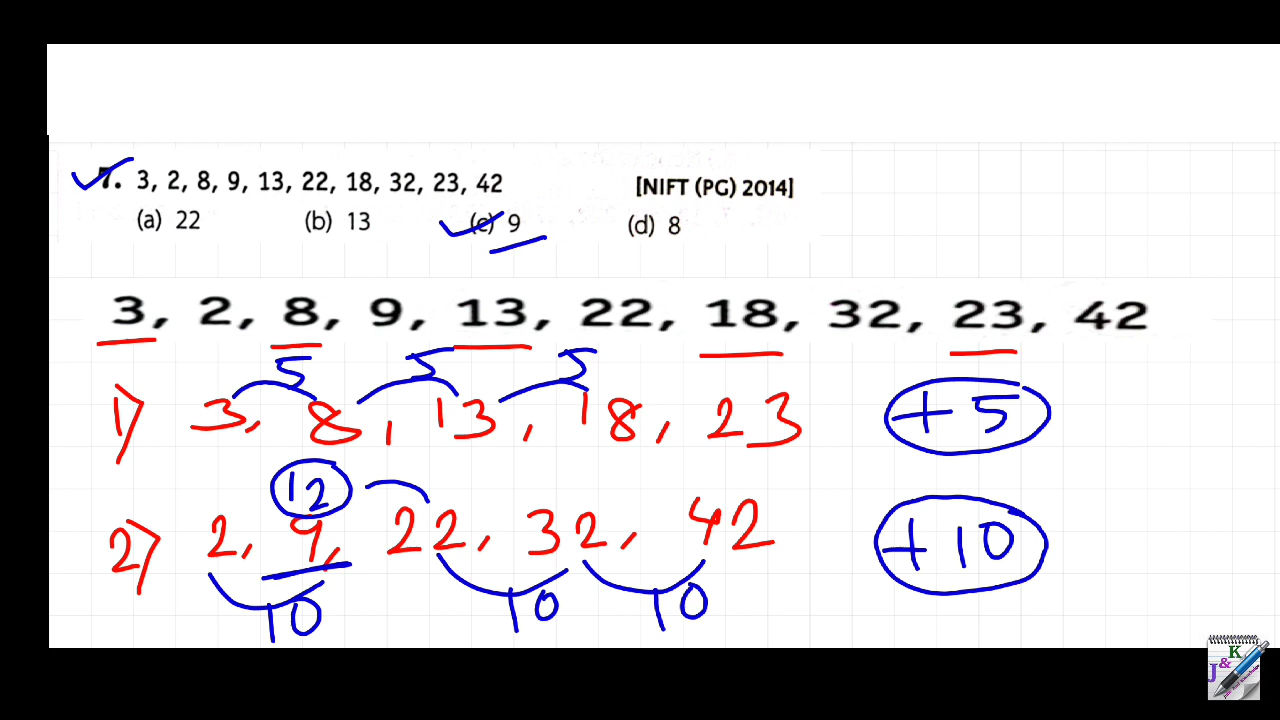 7. 3, 2, 8, 9, 13, 22, 18, 32, 23, 42 [NIFT (PG) 2014]
(a) 22 (b) 13 (c) 9 (d) 8
3, 2, 8, 9, 13, 22, 18, 32, 23, 42
5 5 5
1) 3, 8, 13, 18, 23 +5
12
2) 2, 9, 22, 32, 42 +10
10 10 10
J&K